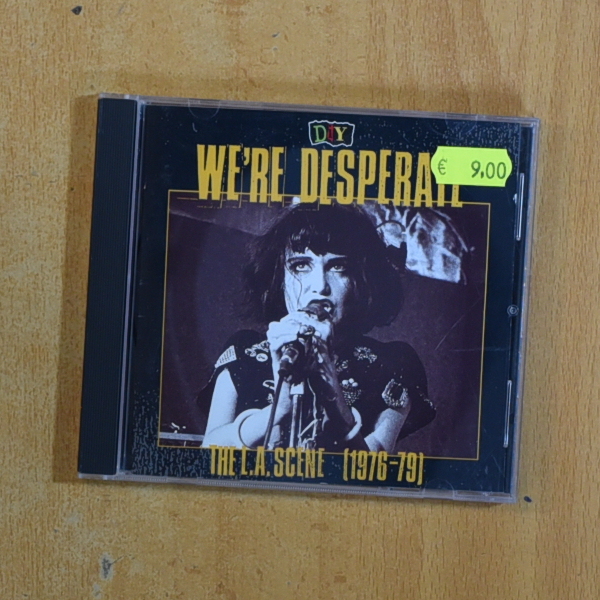 DIY
WE'RE DESPERATE
€ 9,00
THE L.A. SCENE (1976-79)